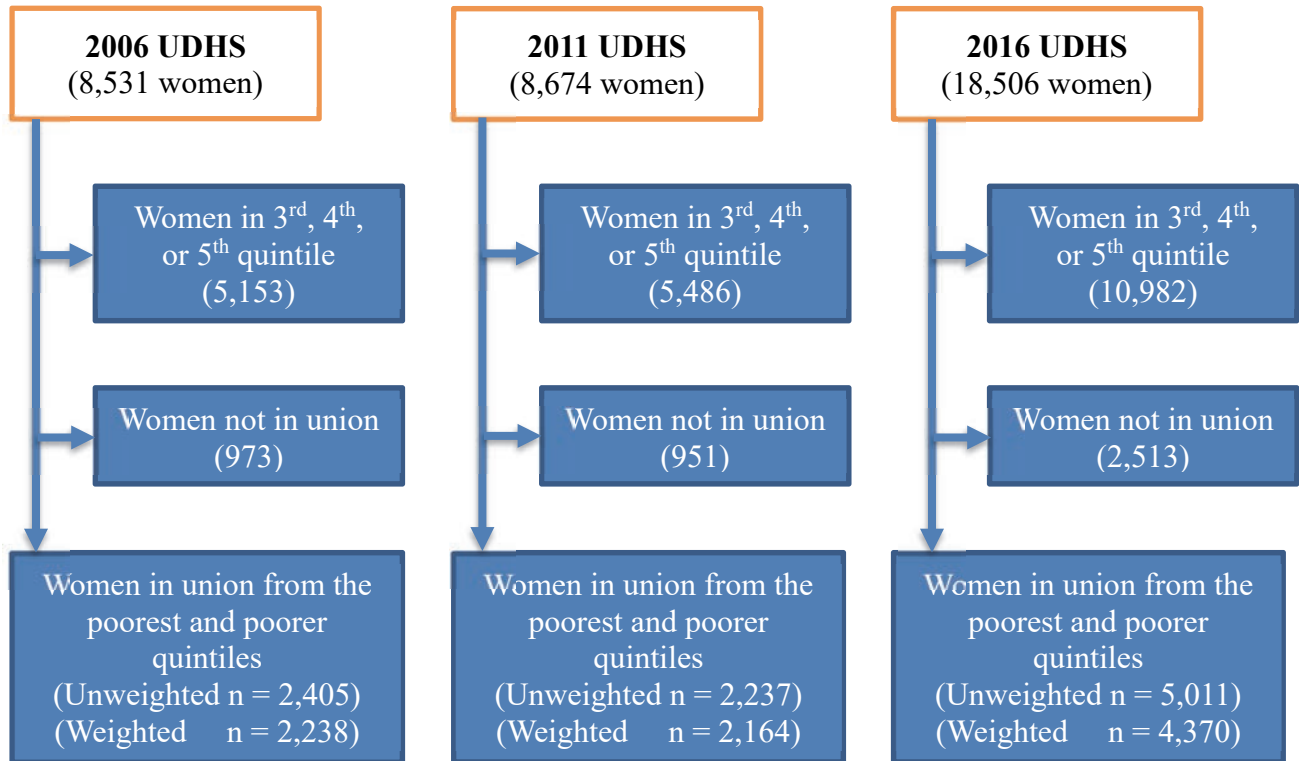 2006 UDHS
(8,531 women)
Women in 3rd, 4th,
or 5th quintile
(5,153)
Women not in union
(973)
Women in union from the
poorest and poorer
quintiles
(Unweighted n = 2,405)
(Weighted n = 2,238)
2011 UDHS
(8,674 women)
Women in 3rd, 4th,
or 5th quintile
(5,486)
Women not in union
(951)
Women in union from the
poorest and poorer
quintiles
(Unweighted n = 2,237)
(Weighted n = 2,164)
2016 UDHS
(18,506 women)
Women in 3rd, 4th,
or 5th quintile
(10,982)
Women not in union
(2,513)
Women in union from the
poorest and poorer
quintiles
(Unweighted n = 5,011)
(Weighted n = 4,370)